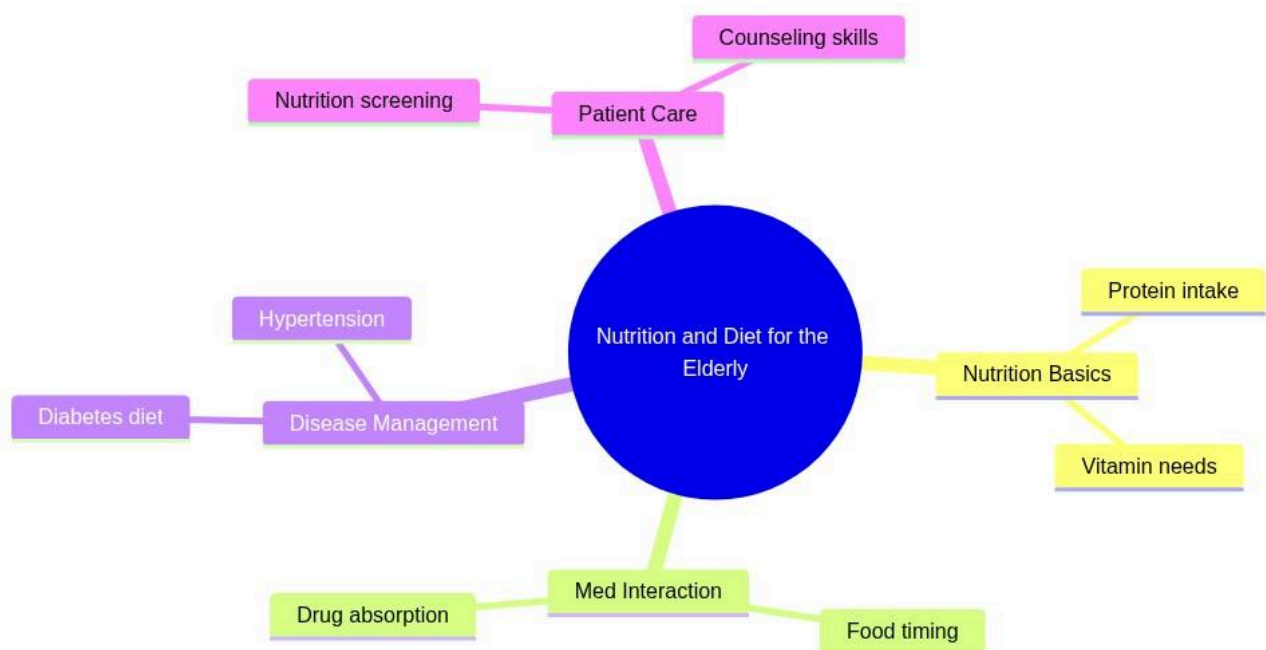 Counseling skills
Nutrition screening
Patient Care
Protein intake
Hypertension
Nutrition and Diet for the
Elderly
Nutrition Basics
Diabetes diet
Disease Management
Vitamin needs
Med Interaction
Drug absorption
Food timing